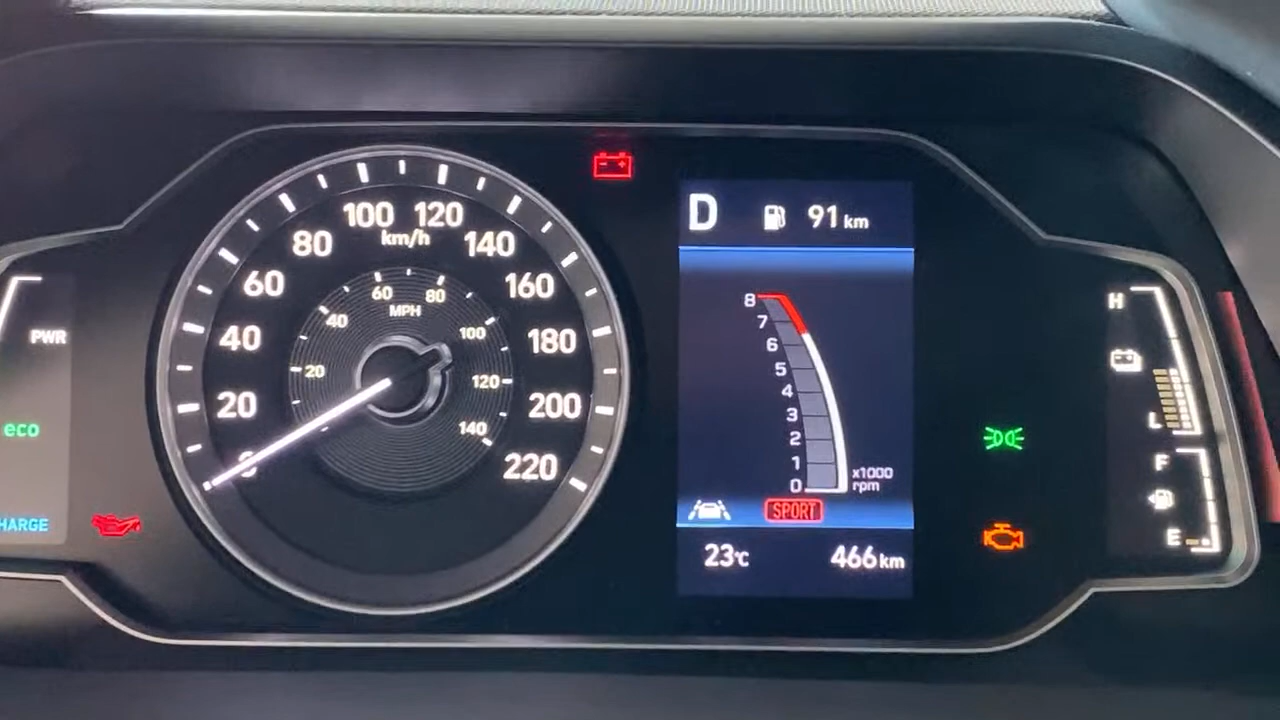 D 91 km
100 120
80 km/h 140
60 160
40 180
20 200
220
60 80
MPH
40 100
20 120
140
PWR
eco
8
7
6
5
4
3
2
1
0
x1000
rpm
SPORT
23°C 466 km
H
L
F
E